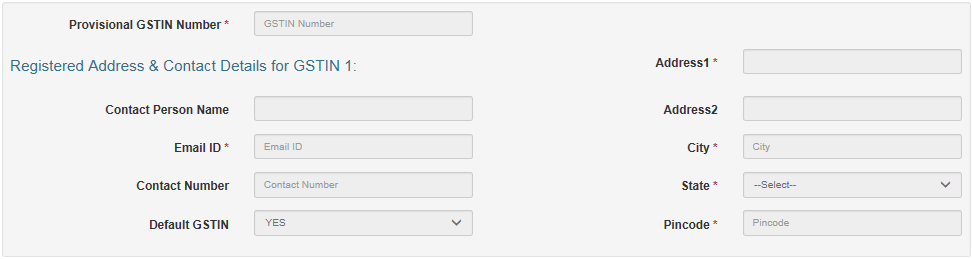 Provisional GSTIN Number * GSTIN Number
Registered Address & Contact Details for GSTIN 1:
Address1 *
Contact Person Name
Address2
Email ID * Email ID
City * City
Contact Number Contact Number
State * --Select--
Default GSTIN YES
Pincode * Pincode